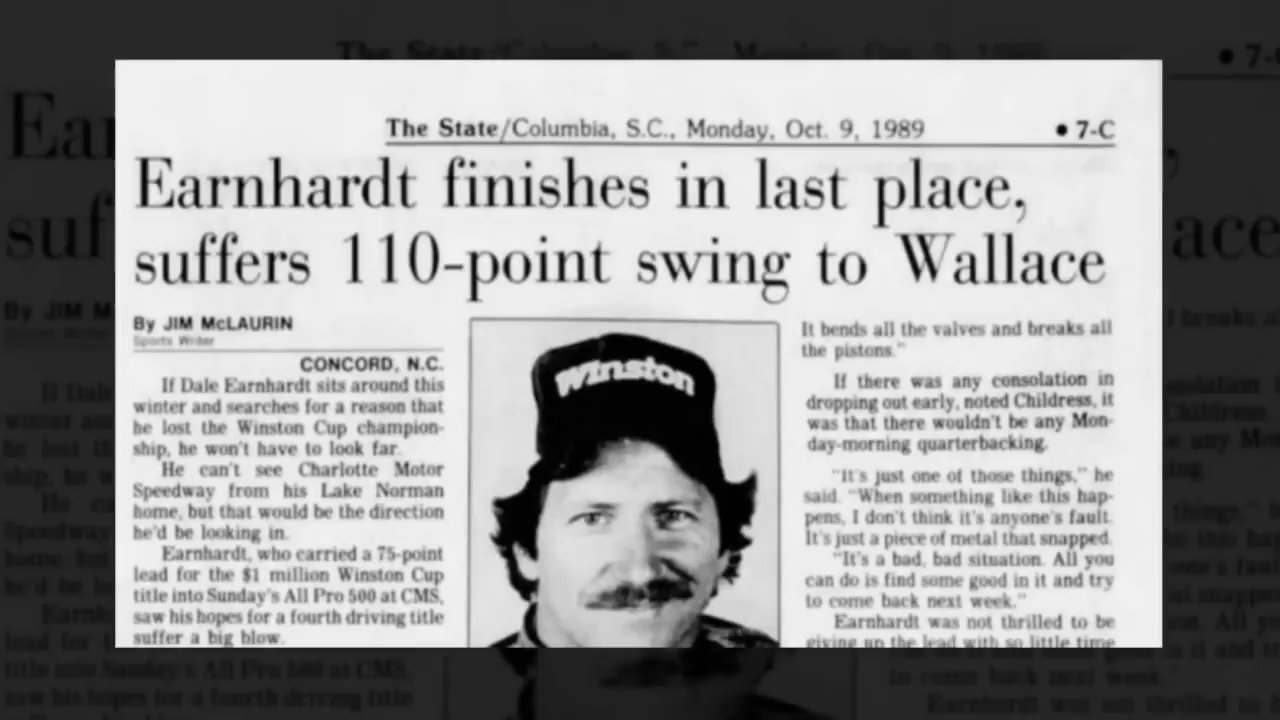 The State/Columbia, S.C., Monday, Oct. 9, 1989 • 7-C
Earnhardt finishes in last place,
suffers 110-point swing to Wallace
By JIM McLAURIN
Sports Writer
CONCORD, N.C.
If Dale Earnhardt sits around this
winter and searches for a reason that
he lost the Winston Cup champion-
ship, he won't have to look far.
He can't see Charlotte Motor
Speedway from his Lake Norman
home, but that would be the direction
he'd be looking in.
Earnhardt, who carried a 75-point
lead for the $1 million Winston Cup
title into Sunday's All Pro 500 at CMS,
saw his hopes for a fourth driving title
suffer a big blow.
Winston
It bends all the valves and breaks all
the pistons."
If there was any consolation in
dropping out early, noted Childress, it
was that there wouldn't be any Mon-
day-morning quarterbacking.
"It's just one of those things," he
said. "When something like this hap-
pens, I don't think it's anyone's fault.
It's just a piece of metal that snapped.
"It's a bad, bad situation. All you
can do is find some good in it and try
to come back next week."
Earnhardt was not thrilled to be
giving up the lead with so little time